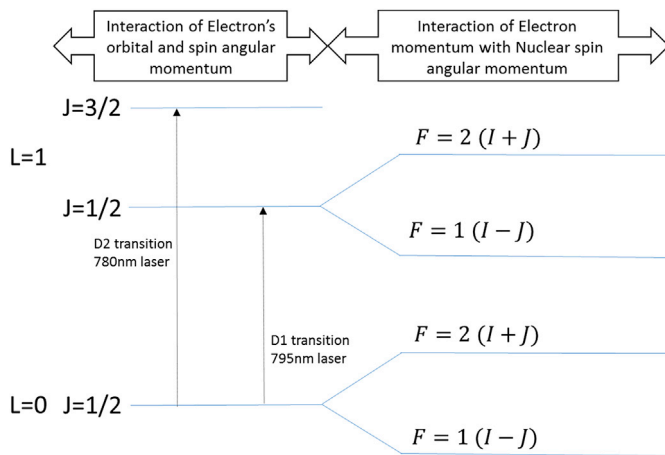 Interaction of Electron's
orbital and spin angular
momentum
Interaction of Electron
momentum with Nuclear spin
angular momentum
J=3/2
L=1
J=1/2
D2 transition
780nm laser
D1 transition
795nm laser
L=0 J=1/2
F = 2 (I + J)
F = 1 (I − J)
F = 2 (I + J)
F = 1 (I − J)